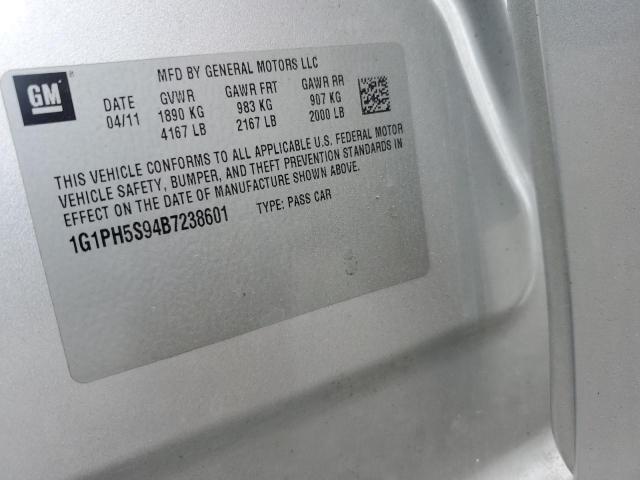 GM
MFD BY GENERAL MOTORS LLC
DATE GVWR GAWR FRT GAWR RR
04/11 1890 KG 983 KG 907 KG
4167 LB 2167 LB 2000 LB
THIS VEHICLE CONFORMS TO ALL APPLICABLE U.S. FEDERAL MOTOR
VEHICLE SAFETY, BUMPER, AND THEFT PREVENTION STANDARDS IN
EFFECT ON THE DATE OF MANUFACTURE SHOWN ABOVE.
1G1PH5S94B7238601 TYPE: PASS CAR